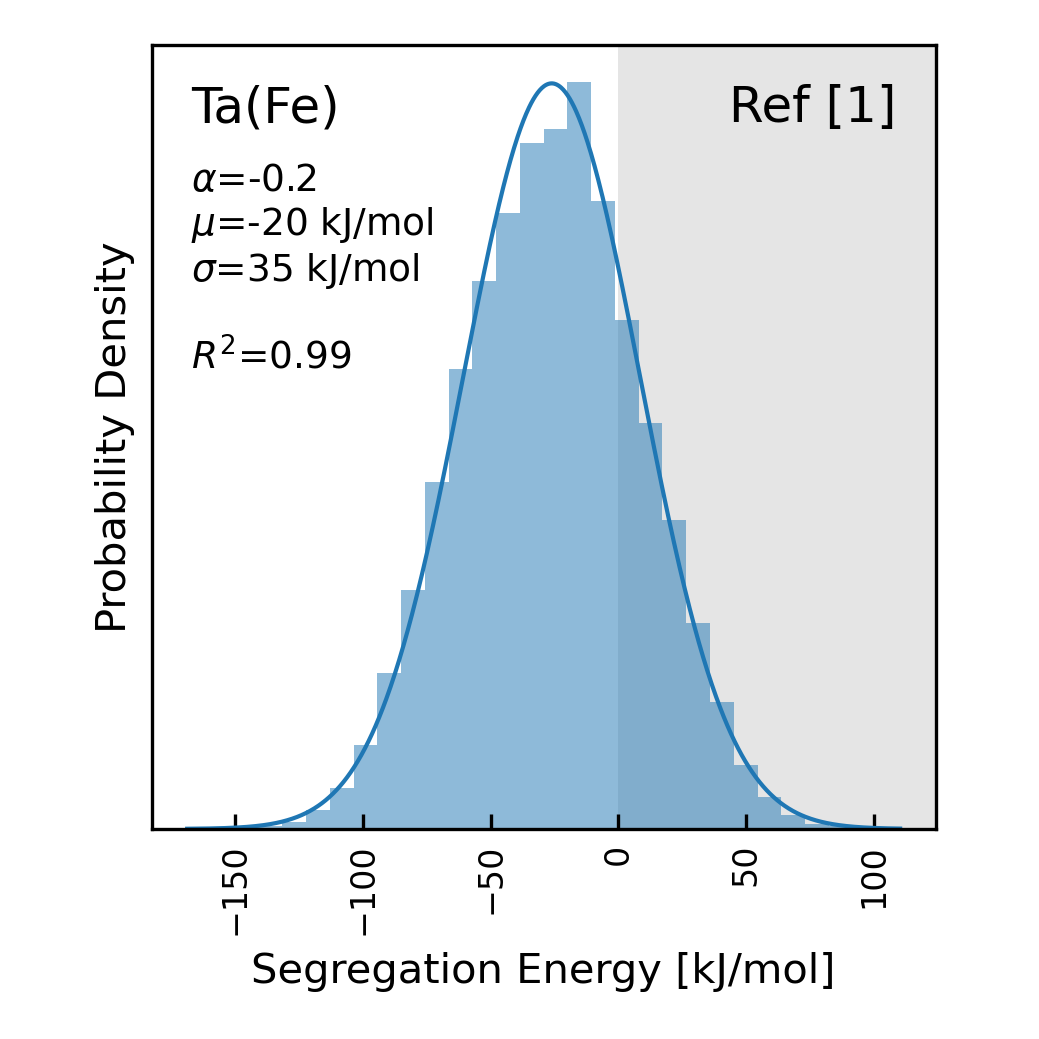 Ta(Fe)
Ref [1]
α=-0.2
μ=-20 kJ/mol
σ=35 kJ/mol
R²=0.99
Probability Density
−150
−100
−50
0
50
100
Segregation Energy [kJ/mol]